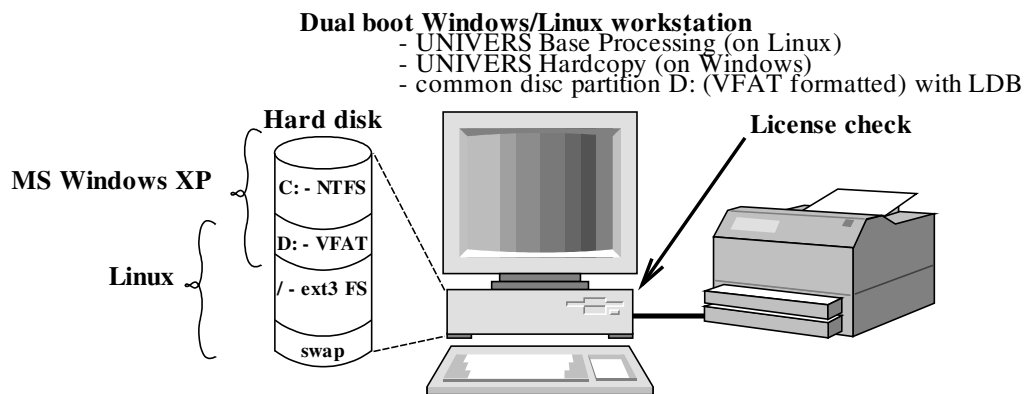 Dual boot Windows/Linux workstation
- UNIVERS Base Processing (on Linux)
- UNIVERS Hardcopy (on Windows)
- common disc partition D: (VFAT formatted) with LDB
Hard disk
License check
MS Windows XP
C: - NTFS
D: - VFAT
Linux
/ - ext3 FS
swap